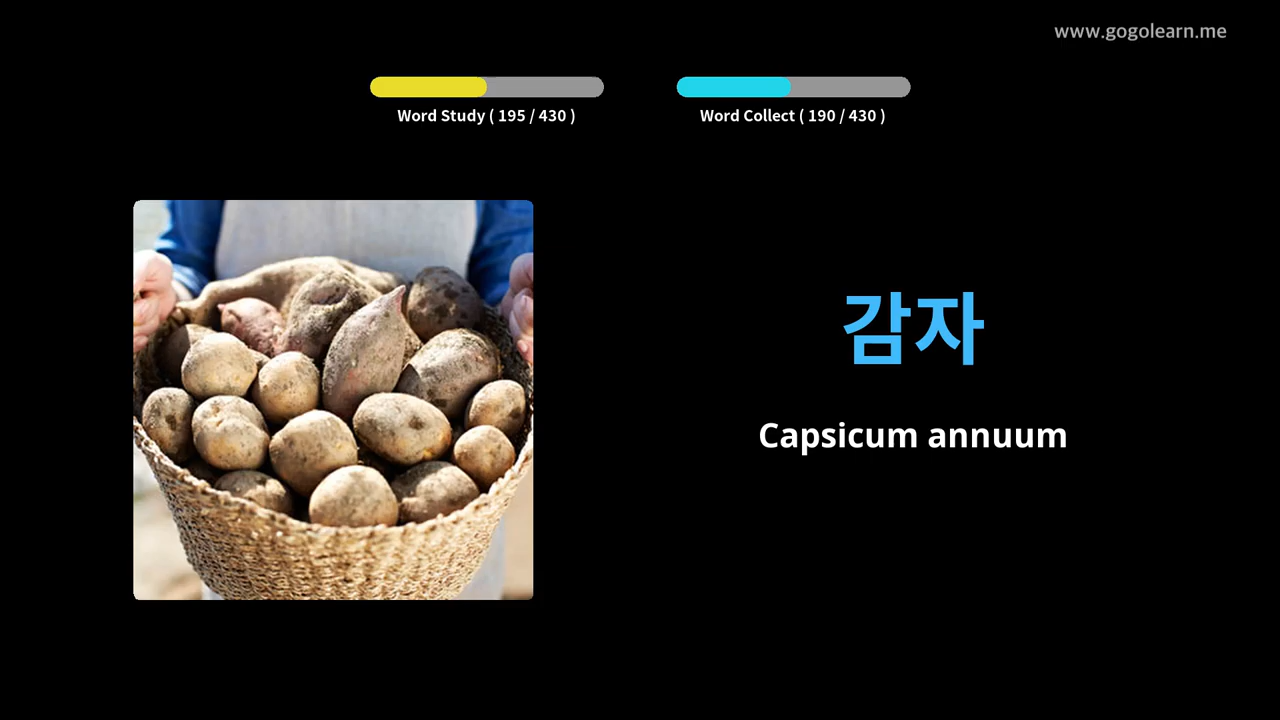 www.gogolearn.me
Word Study ( 195 / 430 )
Word Collect ( 190 / 430 )
감자
Capsicum annuum